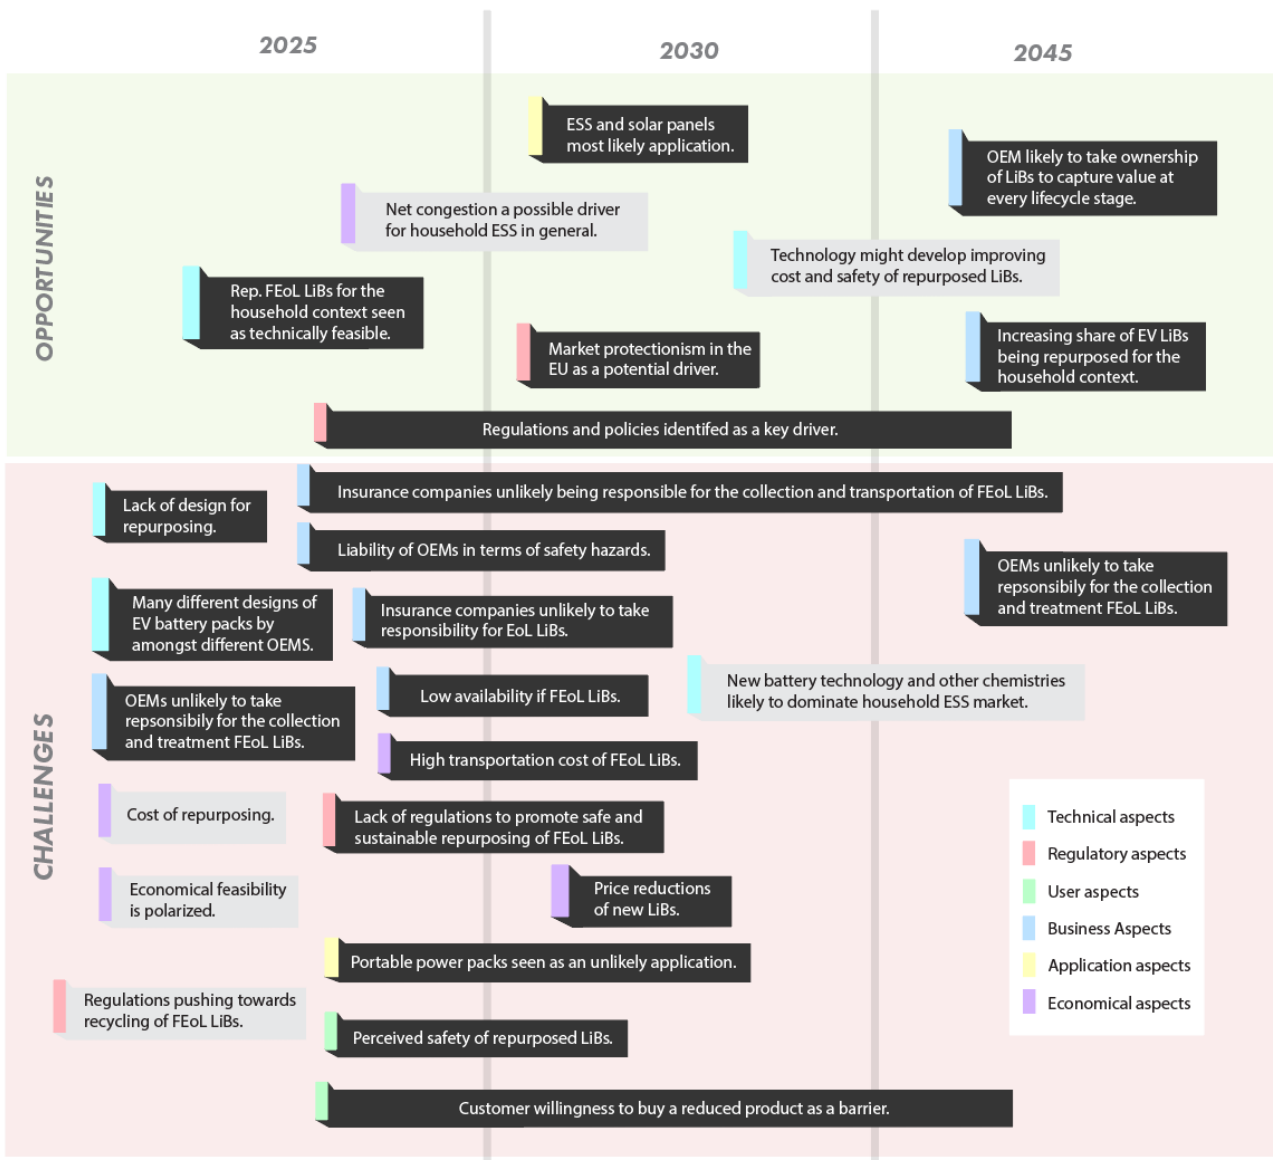 2025
2030
2045
OPPORTUNITIES
ESS and solar panels
most likely application.
OEM likely to take ownership
of LiBs to capture value at
every lifecycle stage.
Net congestion a possible driver
for household ESS in general.
Technology might develop improving
cost and safety of repurposed LiBs.
Rep. FEoL LiBs for the
household context seen
as technically feasible.
Market protectionism in the
EU as a potential driver.
Increasing share of EV LiBs
being repurposed for the
household context.
Regulations and policies identifed as a key driver.
CHALLENGES
Insurance companies unlikely being responsible for the collection and transportation of FEoL LiBs.
Lack of design for
repurposing.
Liability of OEMs in terms of safety hazards.
OEMs unlikely to take
repsonsibily for the collection
and treatment FEoL LiBs.
Many different designs of
EV battery packs by
amongst different OEMS.
Insurance companies unlikely to take
responsibility for EoL LiBs.
New battery technology and other chemistries
likely to dominate household ESS market.
OEMs unlikely to take
repsonsibily for the collection
and treatment FEoL LiBs.
Low availability if FEoL LiBs.
High transportation cost of FEoL LiBs.
Cost of repurposing.
Lack of regulations to promote safe and
sustainable repurposing of FEoL LiBs.
Economical feasibility
is polarized.
Price reductions
of new LiBs.
Portable power packs seen as an unlikely application.
Regulations pushing towards
recycling of FEoL LiBs.
Perceived safety of repurposed LiBs.
Customer willingness to buy a reduced product as a barrier.
Technical aspects
Regulatory aspects
User aspects
Business Aspects
Application aspects
Economical aspects